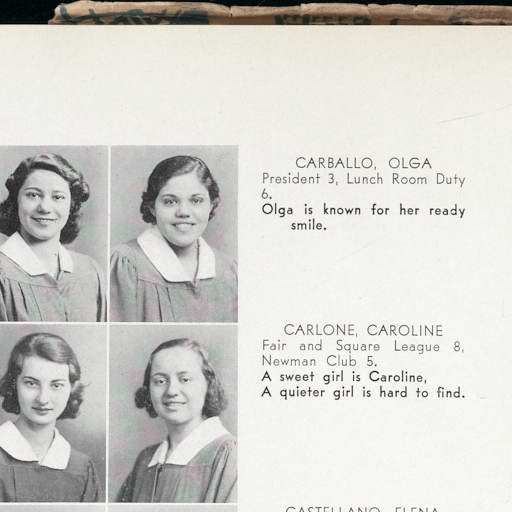 CARBALLO, OLGA
President 3, Lunch Room Duty
6.
Olga is known for her ready
smile.
CARLONE, CAROLINE
Fair and Square League 8,
Newman Club 5.
A sweet girl is Caroline,
A quieter girl is hard to find.
CASTELLANO, ELENA